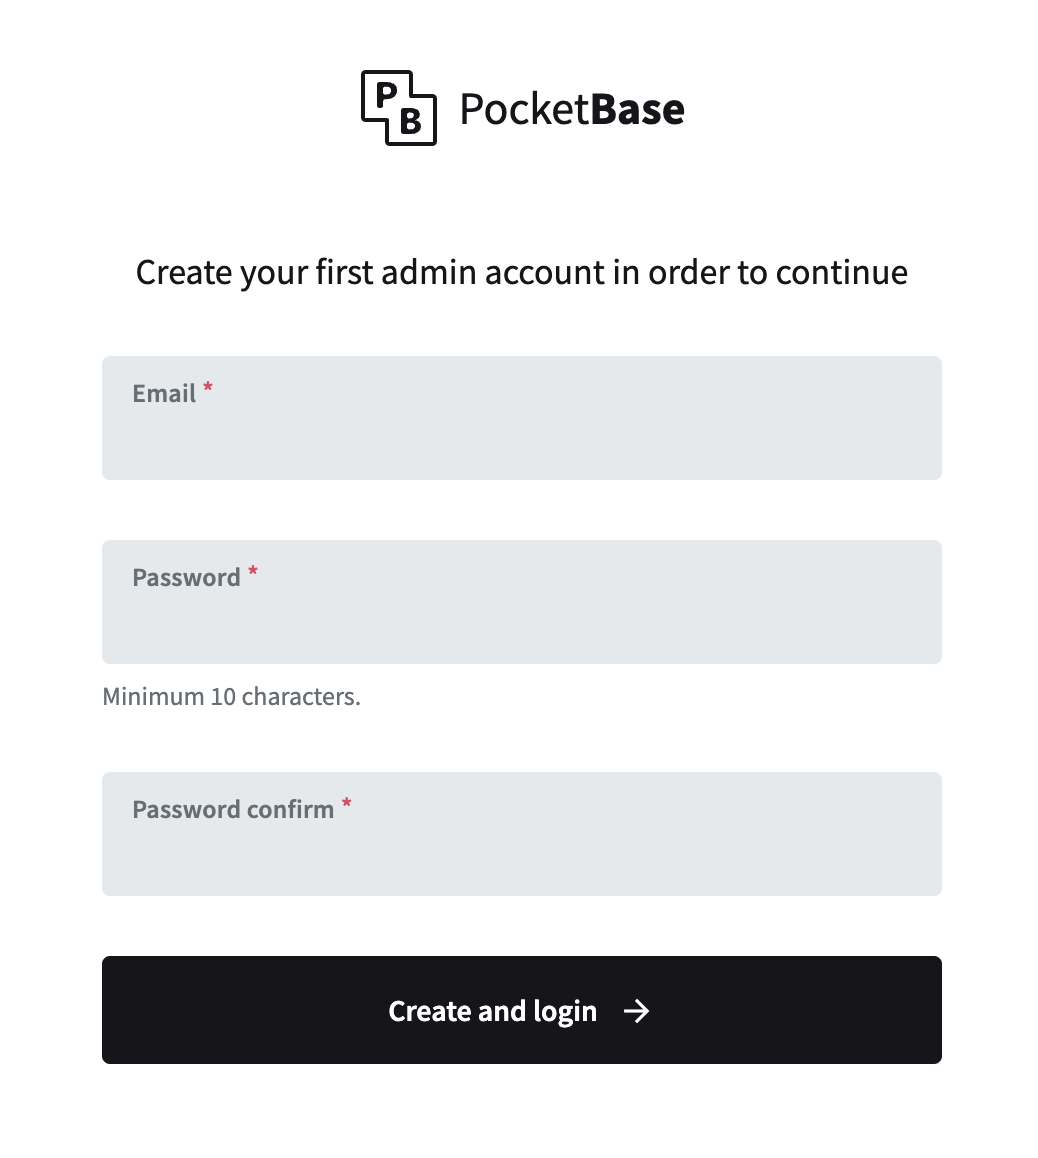 P
B
PocketBase
Create your first admin account in order to continue
Email *
Password *
Minimum 10 characters.
Password confirm *
Create and login →